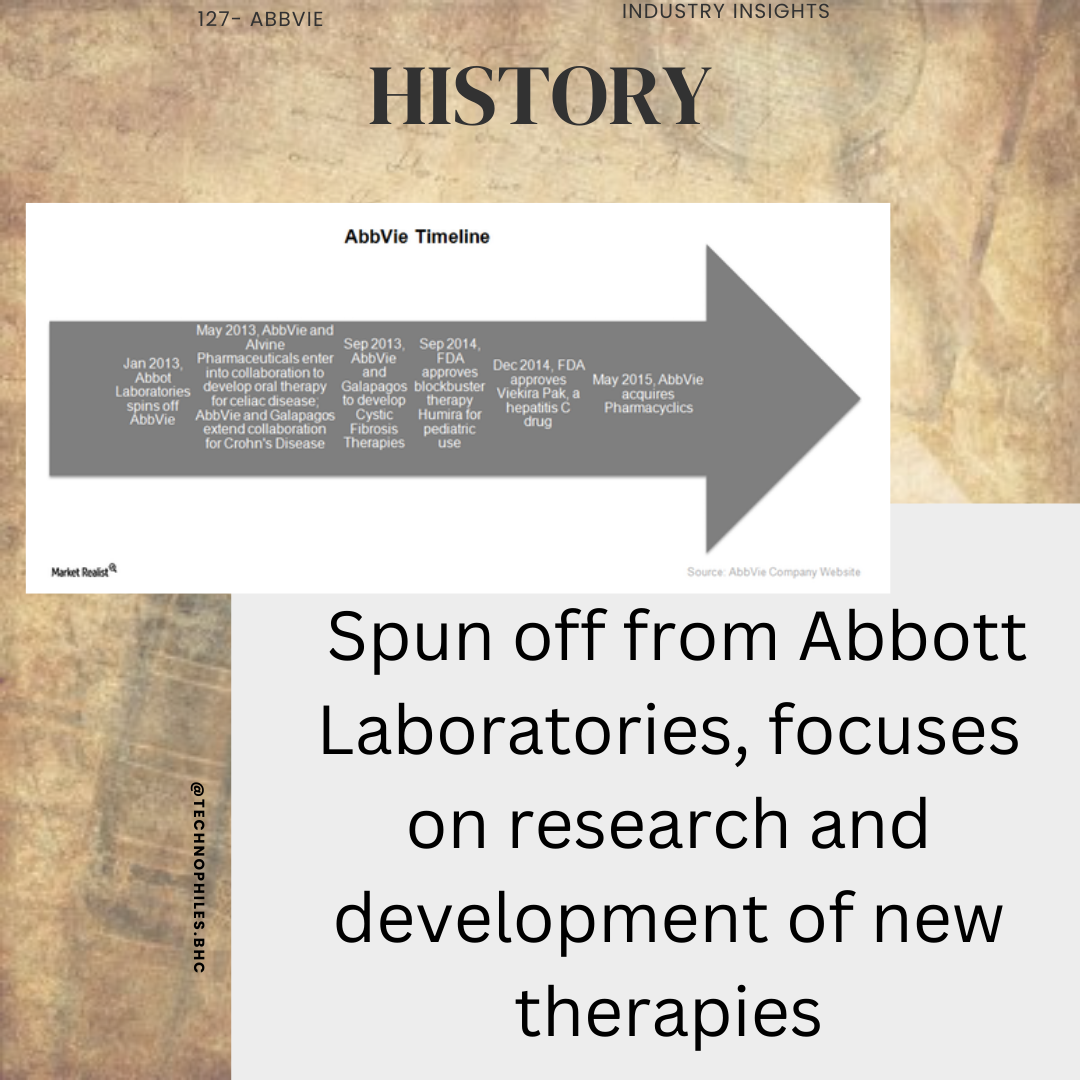 127- ABBVIE
INDUSTRY INSIGHTS
HISTORY
AbbVie Timeline
Jan 2013,
Abbot
Laboratories
spins off
AbbVie
May 2013, AbbVie and
Alvine
Pharmaceuticals enter
into collaboration to
develop oral therapy
for celiac disease;
AbbVie and Galapagos
extend collaboration
for Crohn's Disease
Sep 2013,
AbbVie
and
Galapagos
to develop
Cystic
Fibrosis
Therapies
Sep 2014,
FDA
approves
blockbuster
therapy
Humira for
pediatric
use
Dec 2014, FDA
approves
Viekira Pak, a
hepatitis C
drug
May 2015, AbbVie
acquires
Pharmacyclics
Market Realist
Source: AbbVie Company Website
Spun off from Abbott
Laboratories, focuses
on research and
development of new
therapies
@TECHNOPHILES.BHC